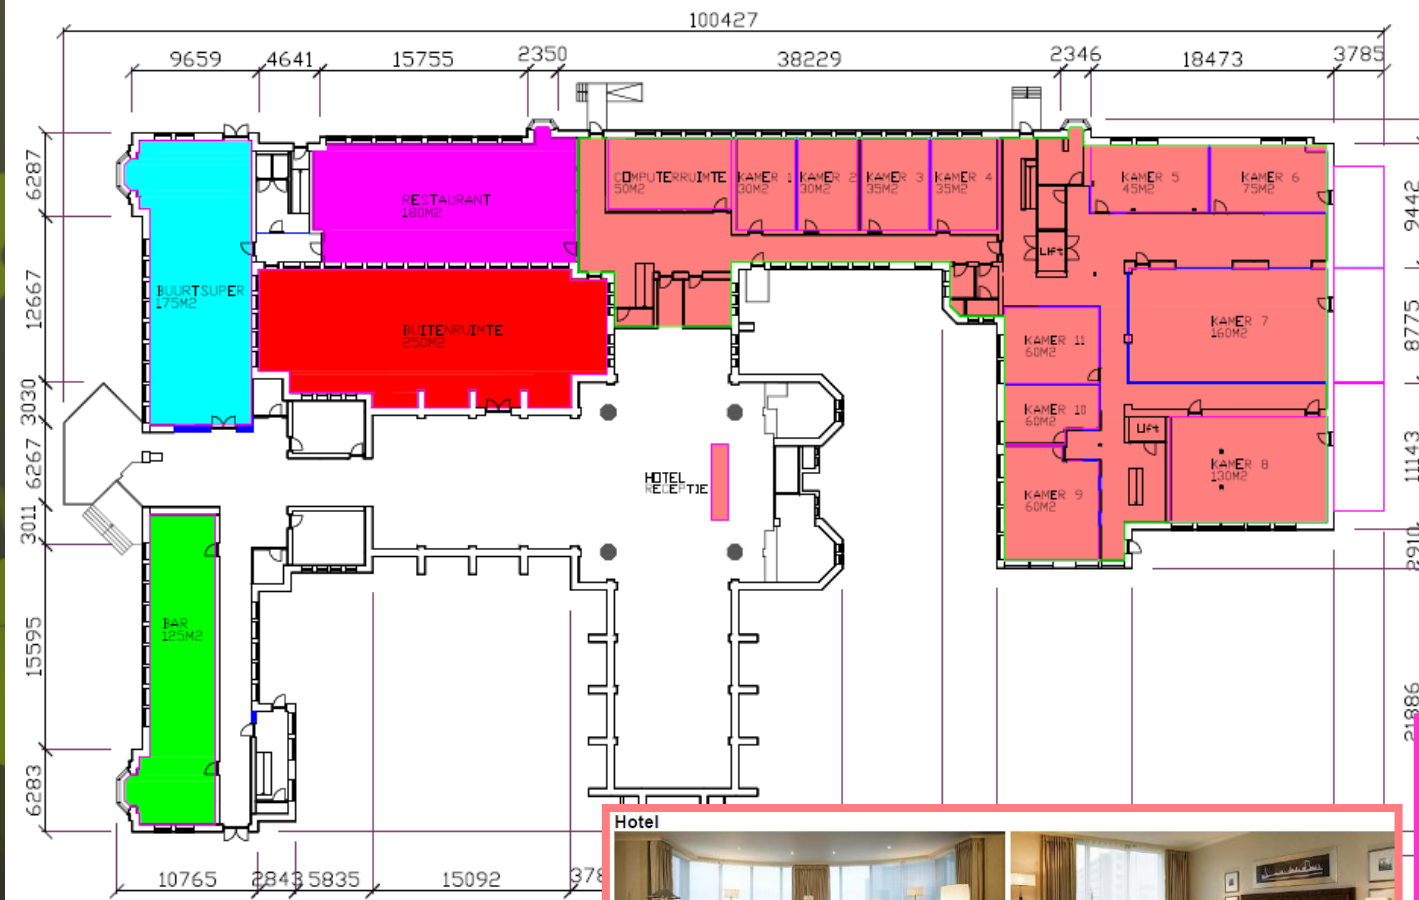 100427
9659 4641 15755 2350 38229 2346 18473 3785
6287
12667
3030
6267
3011
15595
6283
9442
8775
11143
2910
21886
RESTAURANT
180M2
COMPUTERRUIMTE
50M2
KAMER 1
30M2
KAMER 2
30M2
KAMER 3
35M2
KAMER 4
35M2
KAMER 5
45M2
KAMER 6
75M2
Lift
BUURTSUPER
175M2
BUITENRUIMTE
250M2
KAMER 11
60M2
KAMER 7
160M2
KAMER 10
60M2
Lift
KAMER 9
60M2
KAMER 8
130M2
HOTEL
RECEPTIE
BAR
125M2
10765 2843 5835 15092 378
Hotel